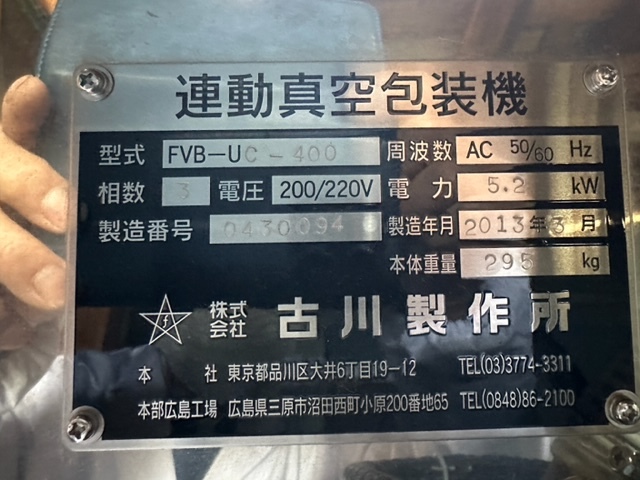 連動真空包装機
型式 FVB-UC-400 周波数 AC 50/60 Hz
相数 3 電圧 200/220V 電力 5.2 kW
製造番号 0430094 製造年月 2013年3月
本体重量 295 kg
株式会社 古川製作所
本社 東京都品川区大井6丁目19-12 TEL(03)3774-3311
本部広島工場 広島県三原市沼田西町小原200番地65 TEL(0848)86-2100